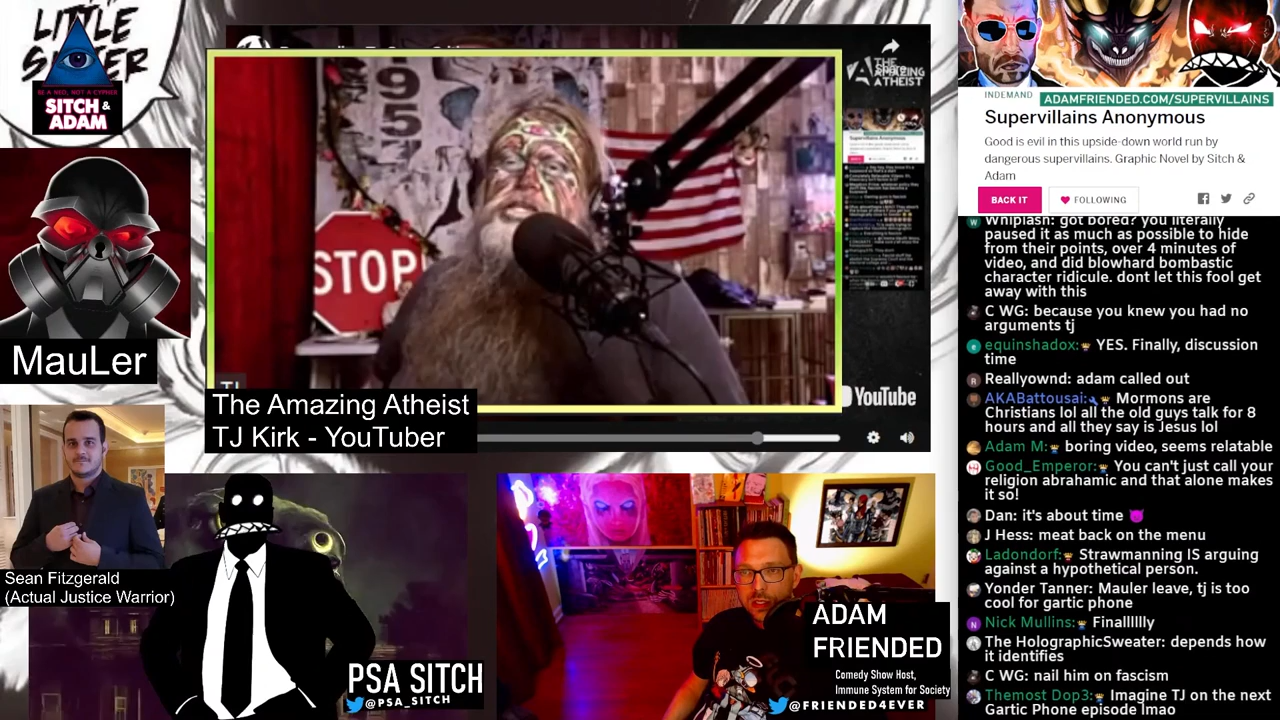 LITTLE
BE A NEO, NOT A CYPHER
SITCH &
ADAM
MauLer
Sean Fitzgerald
(Actual Justice Warrior)
195
STOP
THE
AMAZING
ATHEIST
YouTube
The Amazing Atheist
TJ Kirk - YouTuber
PSA SITCH
@PSA_SITCH
ADAM
FRIENDED
Comedy Show Host,
Immune System for Society
@FRIENDED4EVER
INDEMAND
ADAMFRIENDED.COM/SUPERVILLAINS
Supervillains Anonymous
Good is evil in this upside-down world run by
dangerous supervillains. Graphic Novel by Sitch &
Adam
BACK IT
FOLLOWING
Whiplash: got bored? you literally
paused it as much as possible to hide
from their points, over 4 minutes of
video, and did blowhard bombastic
character ridicule. dont let this fool get
away with this
C WG: because you knew you had no
arguments tj
equinshadox: YES. Finally, discussion
time
Reallyownd: adam called out
AKABattousai: Mormons are
Christians lol all the old guys talk for 8
hours and all they say is Jesus lol
Adam M: boring video, seems relatable
Good_Emperor: You can't just call your
religion abrahamic and that alone makes
it so!
Dan: it's about time 😈
J Hess: meat back on the menu
Ladondorf: Strawmanning IS arguing
against a hypothetical person.
Yonder Tanner: Mauler leave, tj is too
cool for gartic phone
Nick Mullins: Finallllllly
The HolographicSweater: depends how
it identifies
C WG: nail him on fascism
Themost Dop3: Imagine TJ on the next
Gartic Phone episode lmao